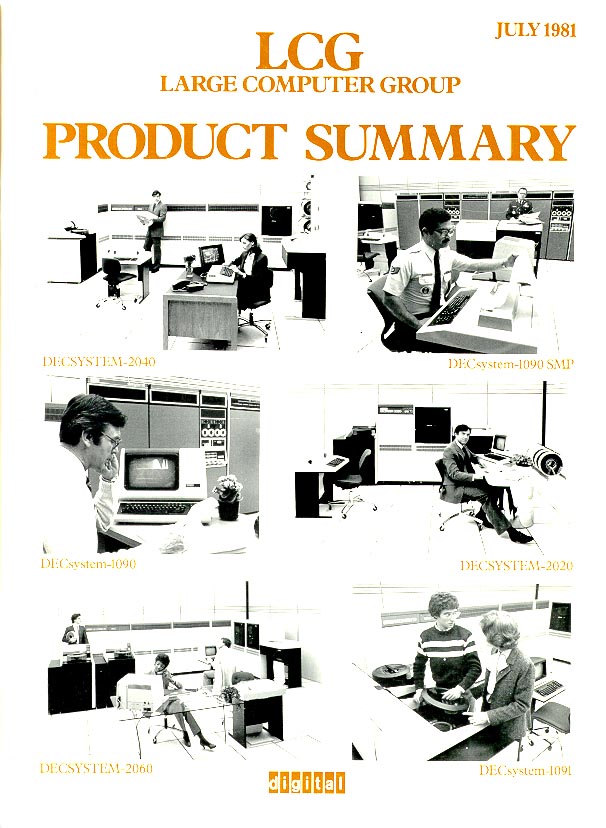 JULY 1981
LCG
LARGE COMPUTER GROUP
PRODUCT SUMMARY
DECSYSTEM-2040
DECsystem-1090 SMP
DECsystem-1090
DECSYSTEM-2020
DECSYSTEM-2060
DECsystem-1091
digital